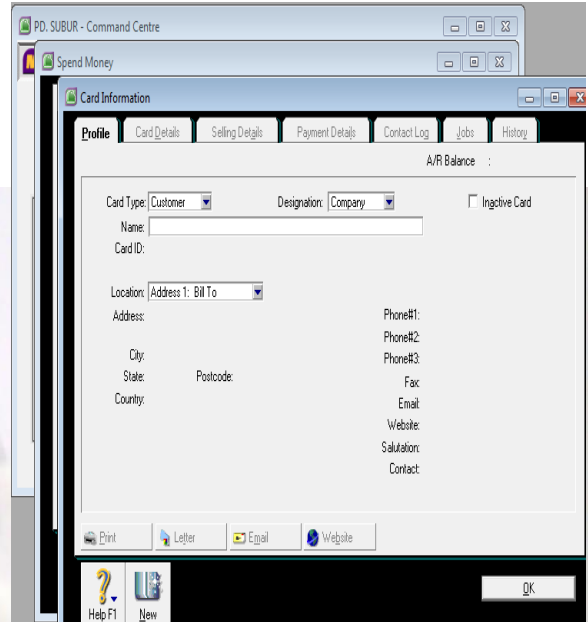 PD. SUBUR - Command Centre
Spend Money
Card Information
Profile Card Details Selling Details Payment Details Contact Log Jobs History
A/R Balance :
Card Type: Customer Designation: Company Inactive Card
Name:
Card ID:
Location: Address 1: Bill To
Address: Phone#1:
Phone#2:
City: Phone#3:
State: Postcode: Fax:
Country: Email:
Website:
Salutation:
Contact:
Print Letter Email Website
Help F1 New OK